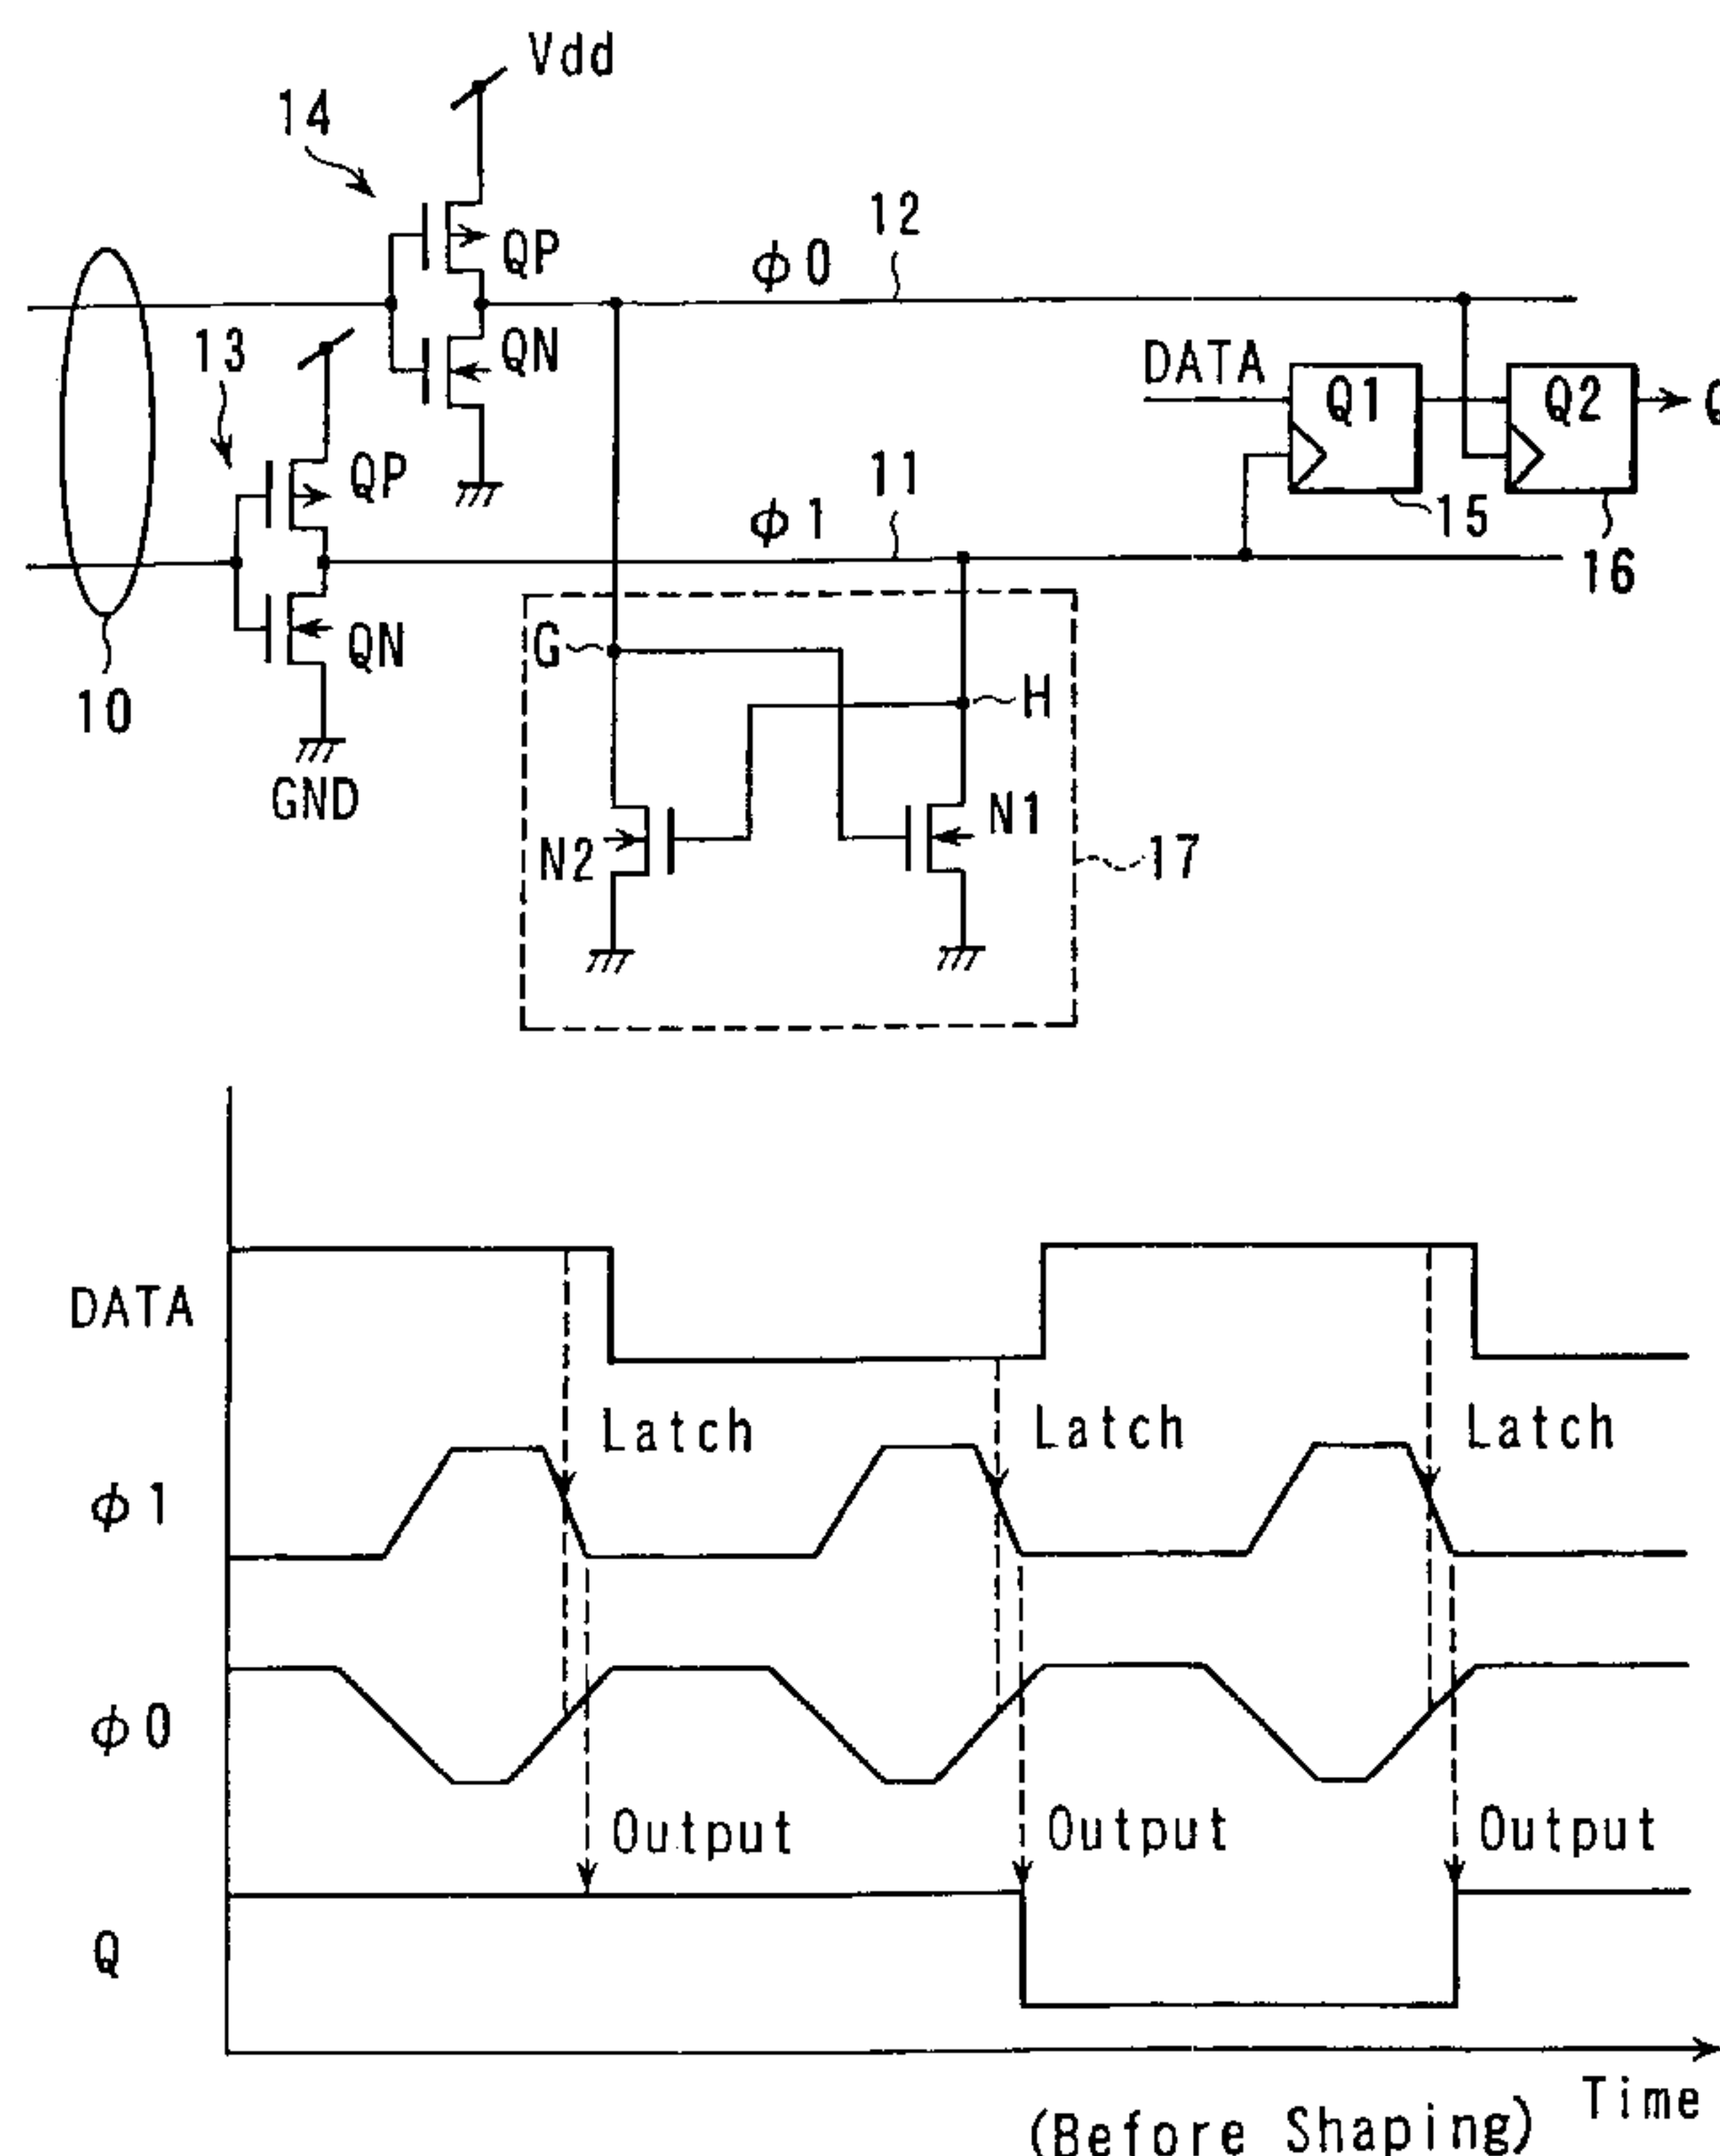 Vdd
14
QP
ϕ0
12
13
QN
DATA
Q1
Q2
Q
QP
ϕ1
11
15
16
QN
G
H
10
GND
N2
N1
17
DATA
Latch
Latch
Latch
ϕ1
ϕ0
Output
Output
Output
Q
Time
(Before Shaping)